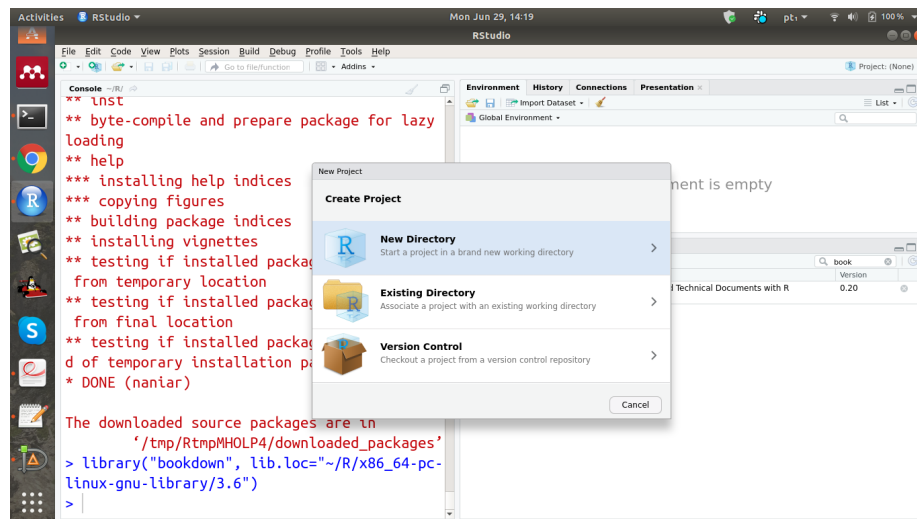 Activities RStudio Mon Jun 29, 14:19 pt₁ 100 %
RStudio
File Edit Code View Plots Session Build Debug Profile Tools Help
Go to file/function Addins Project: (None)
Console ~/R/
** inst
** byte-compile and prepare package for lazy
loading
** help
*** installing help indices
*** copying figures
** building package indices
** installing vignettes
** testing if installed packag
from temporary location
** testing if installed packag
from final location
** testing if installed packag
d of temporary installation pa
* DONE (naniar)
The downloaded source packages are in
‘/tmp/RtmpMHOLP4/downloaded_packages’
> library("bookdown", lib.loc="~/R/x86_64-pc-
linux-gnu-library/3.6")
>
Environment History Connections Presentation
Import Dataset List
Global Environment
ment is empty
book
Version
d Technical Documents with R 0.20
New Project
Create Project
New Directory
Start a project in a brand new working directory
Existing Directory
Associate a project with an existing working directory
Version Control
Checkout a project from a version control repository
Cancel